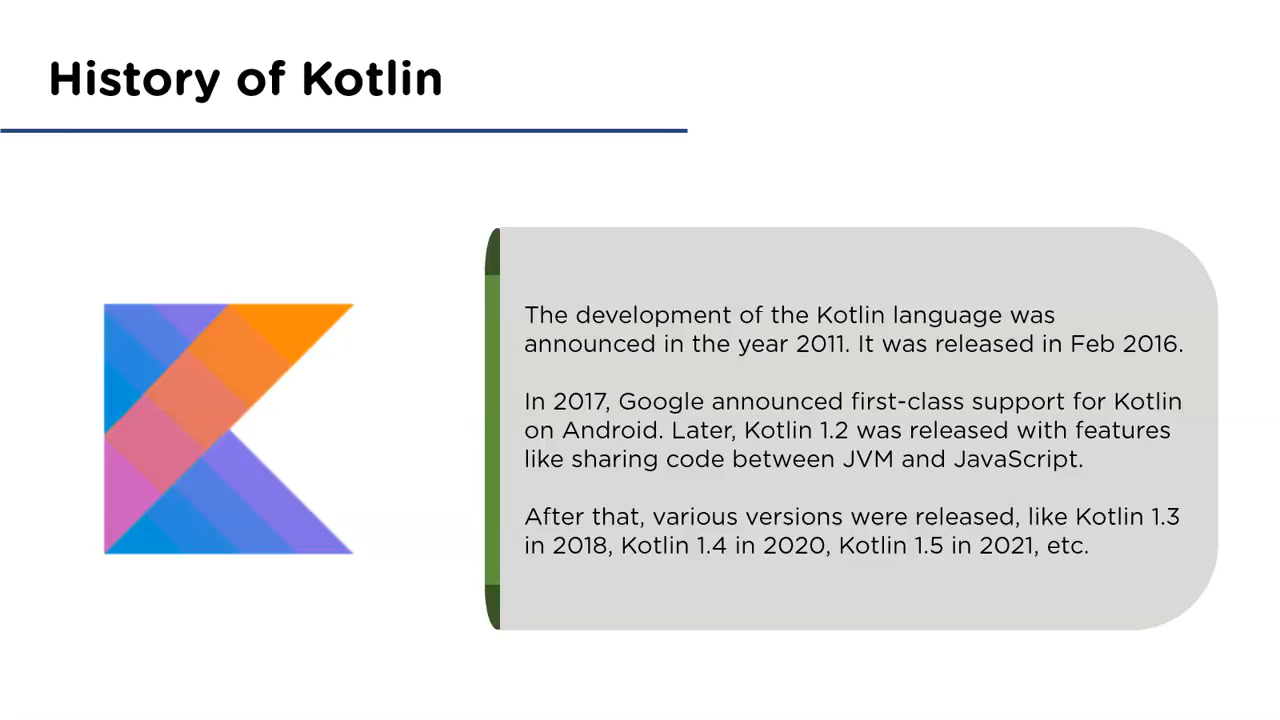 History of Kotlin
The development of the Kotlin language was
announced in the year 2011. It was released in Feb 2016.
In 2017, Google announced first-class support for Kotlin
on Android. Later, Kotlin 1.2 was released with features
like sharing code between JVM and JavaScript.
After that, various versions were released, like Kotlin 1.3
in 2018, Kotlin 1.4 in 2020, Kotlin 1.5 in 2021, etc.